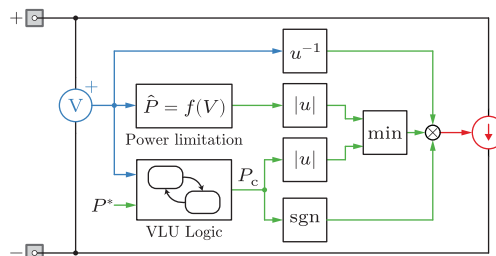 +
u⁻¹
+
V
P̂ = f(V)
|u|
Power limitation
min
|u|
P_c
P*
sgn
VLU Logic
−